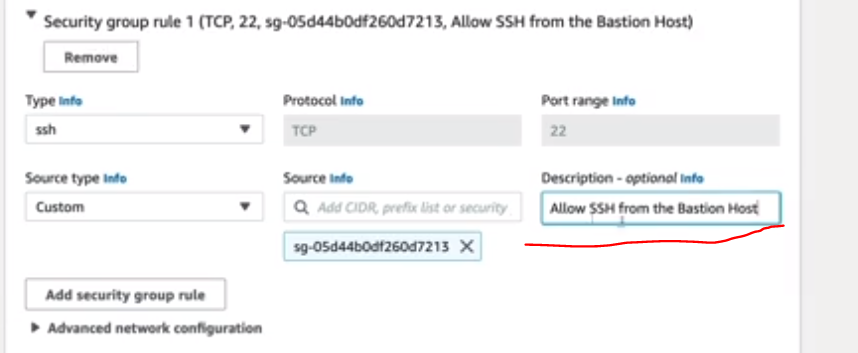 Security group rule 1 (TCP, 22, sg-05d44b0df260d7213, Allow SSH from the Bastion Host)
Remove
Type Info
Protocol Info
Port range Info
ssh
TCP
22
Source type Info
Source Info
Description - optional Info
Custom
Add CIDR, prefix list or security
Allow SSH from the Bastion Host
sg-05d44b0df260d7213
Add security group rule
Advanced network configuration